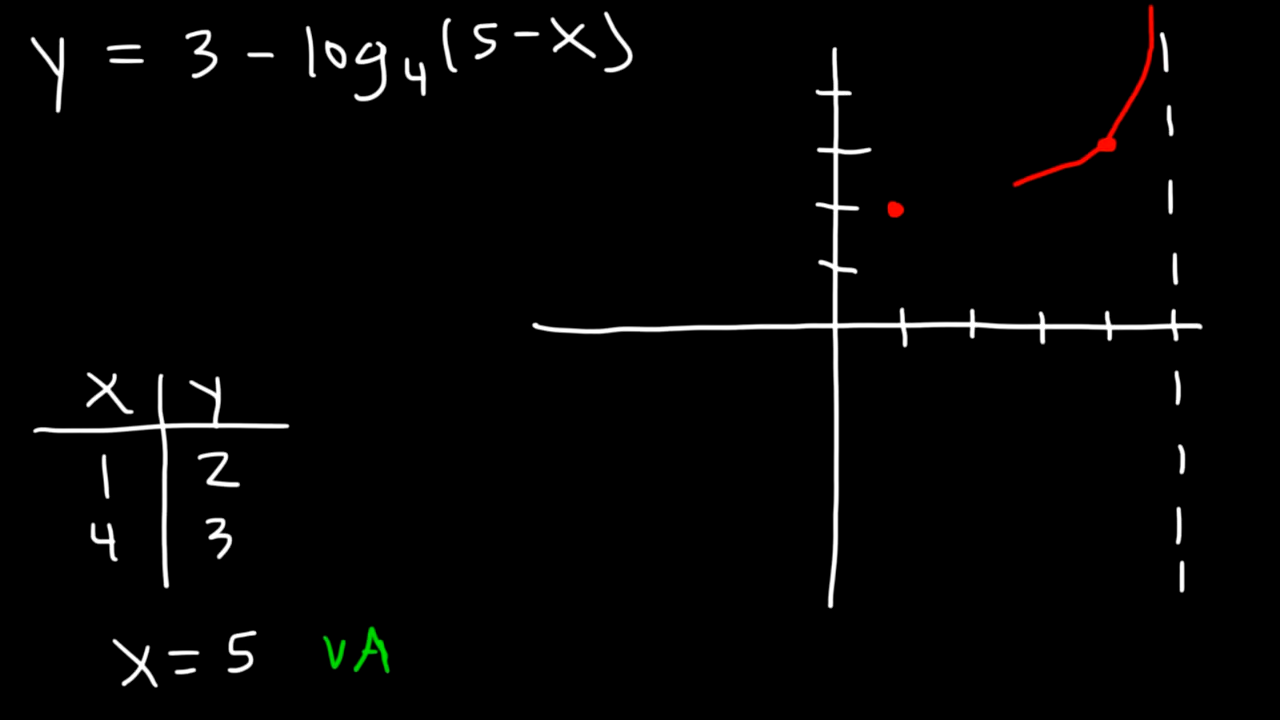 y = 3 - log₄(5-x)
x | y
1 | 2
4 | 3
x = 5 VA